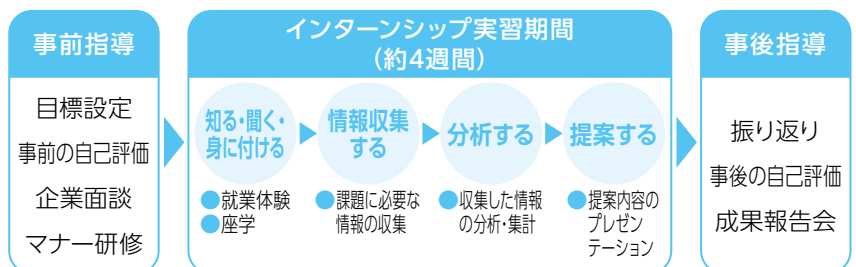 事前指導
目標設定
事前の自己評価
企業面談
マナー研修
インターンシップ実習期間
（約4週間）
知る・聞く・
身に付ける
●就業体験
●座学
情報収集
する
●課題に必要な
情報の収集
分析する
●収集した情報
の分析・集計
提案する
●提案内容の
プレゼン
テーション
事後指導
振り返り
事後の自己評価
成果報告会